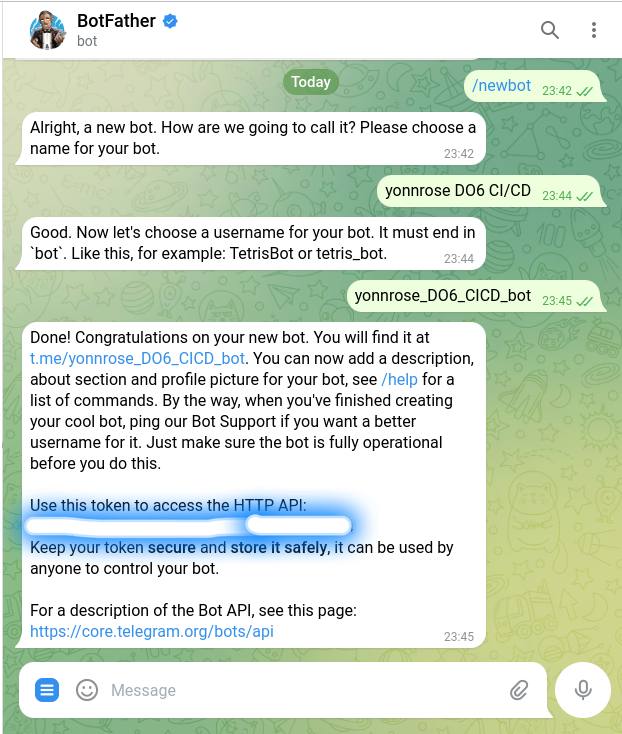 BotFather
bot
Today
/newbot 23:42
Alright, a new bot. How are we going to call it? Please choose a
name for your bot.
23:42
yonnrose DO6 CI/CD 23:44
Good. Now let's choose a username for your bot. It must end in
`bot`. Like this, for example: TetrisBot or tetris_bot.
23:44
yonnrose_DO6_CICD_bot 23:45
Done! Congratulations on your new bot. You will find it at
t.me/yonnrose_DO6_CICD_bot. You can now add a description,
about section and profile picture for your bot, see /help for a
list of commands. By the way, when you've finished creating
your cool bot, ping our Bot Support if you want a better
username for it. Just make sure the bot is fully operational
before you do this.
Use this token to access the HTTP API:
Keep your token secure and store it safely, it can be used by
anyone to control your bot.
For a description of the Bot API, see this page:
https://core.telegram.org/bots/api
23:45
Message